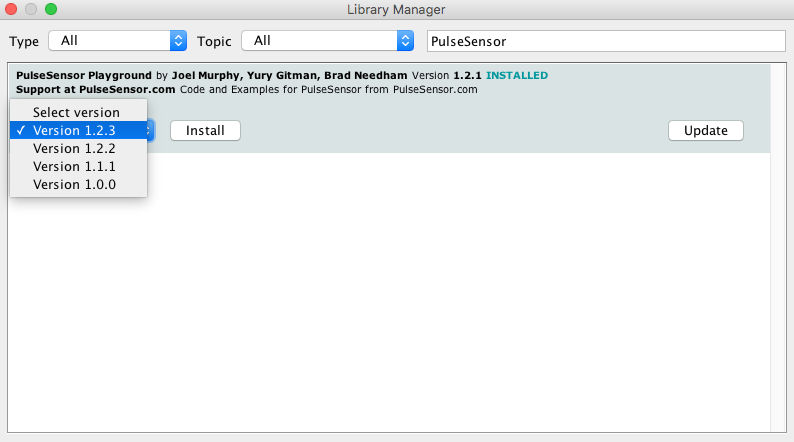 Library Manager
Type All Topic All PulseSensor
PulseSensor Playground by Joel Murphy, Yury Gitman, Brad Needham Version 1.2.1 INSTALLED
Support at PulseSensor.com Code and Examples for PulseSensor from PulseSensor.com
Select version
✓ Version 1.2.3 Install Update
Version 1.2.2
Version 1.1.1
Version 1.0.0